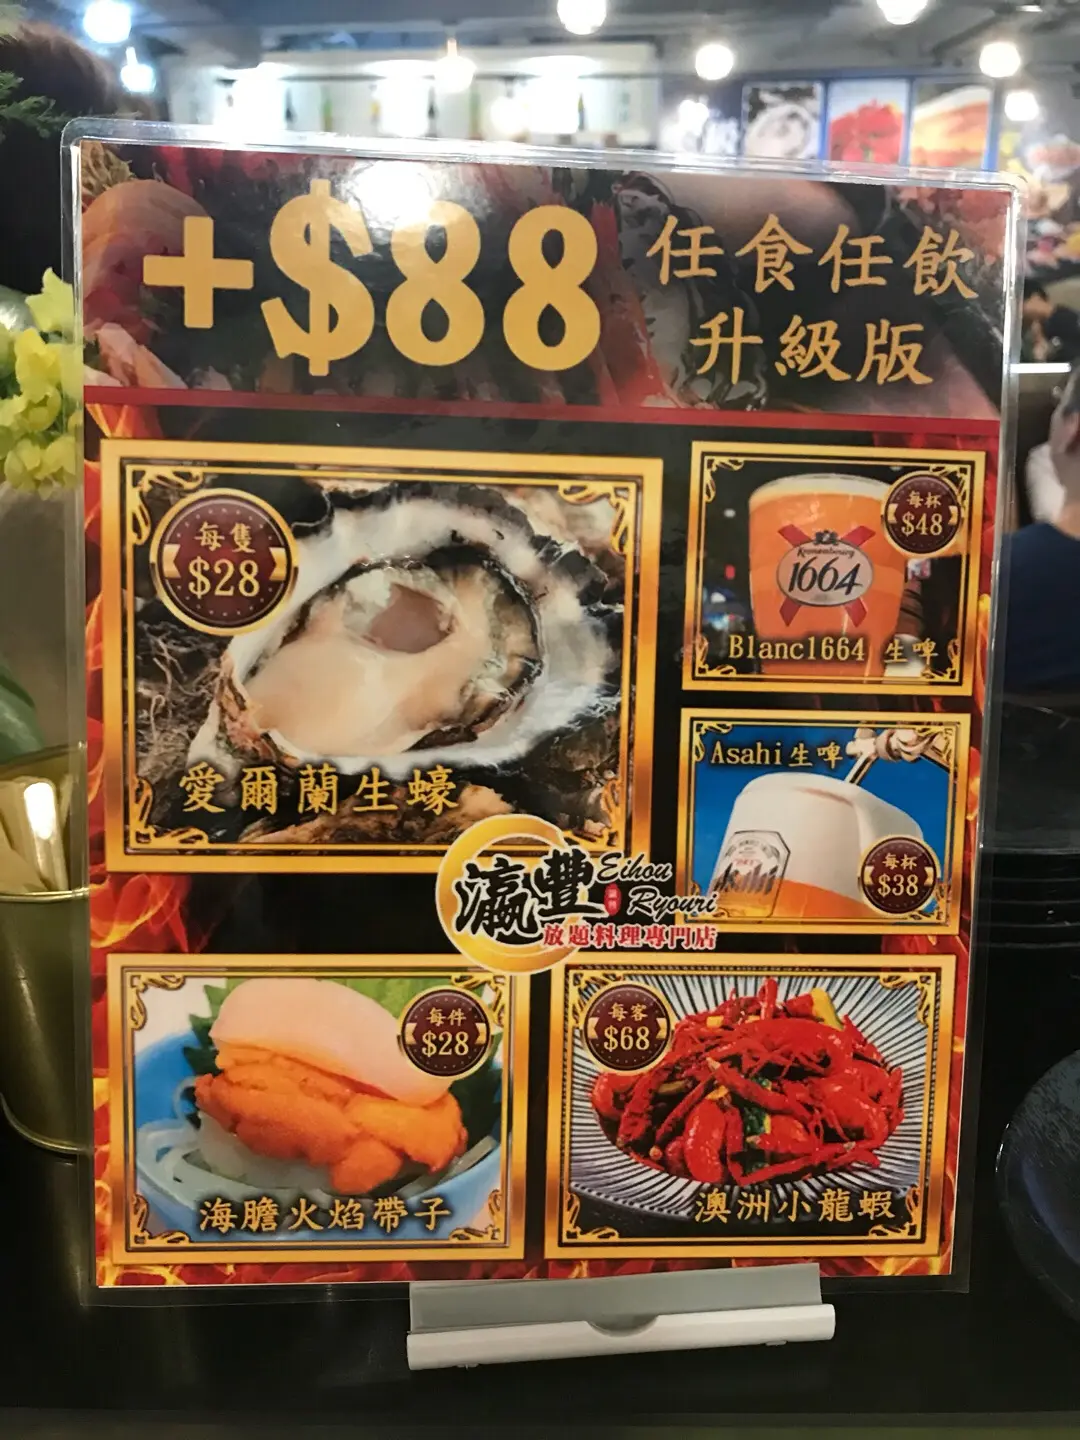 +$88
任食任飲
升級版
每隻
$28
愛爾蘭生蠔
每杯
$48
Kronenbourg
1664
Blanc1664 生啤
Asahi生啤
每杯
$38
瀛豐
Eihou
Ryouri
放題料理專門店
每件
$28
海膽火焰帶子
每客
$68
澳洲小龍蝦